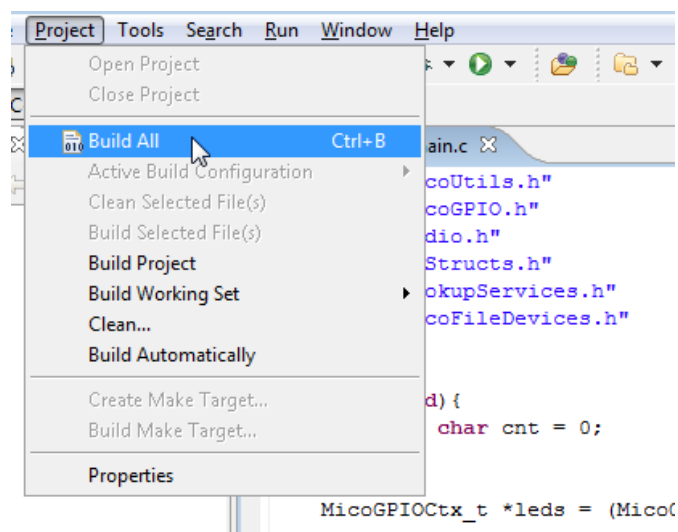 Project Tools Search Run Window Help
Open Project
Close Project
Build All Ctrl+B
ain.c
Active Build Configuration
coUtils.h"
Clean Selected File(s)
coGPIO.h"
Build Selected File(s)
dio.h"
Build Project
Structs.h"
Build Working Set
okupServices.h"
Clean...
coFileDevices.h"
Build Automatically
Create Make Target...
d){
Build Make Target...
char cnt = 0;
Properties
MicoGPIOCtx_t *leds = (Mico